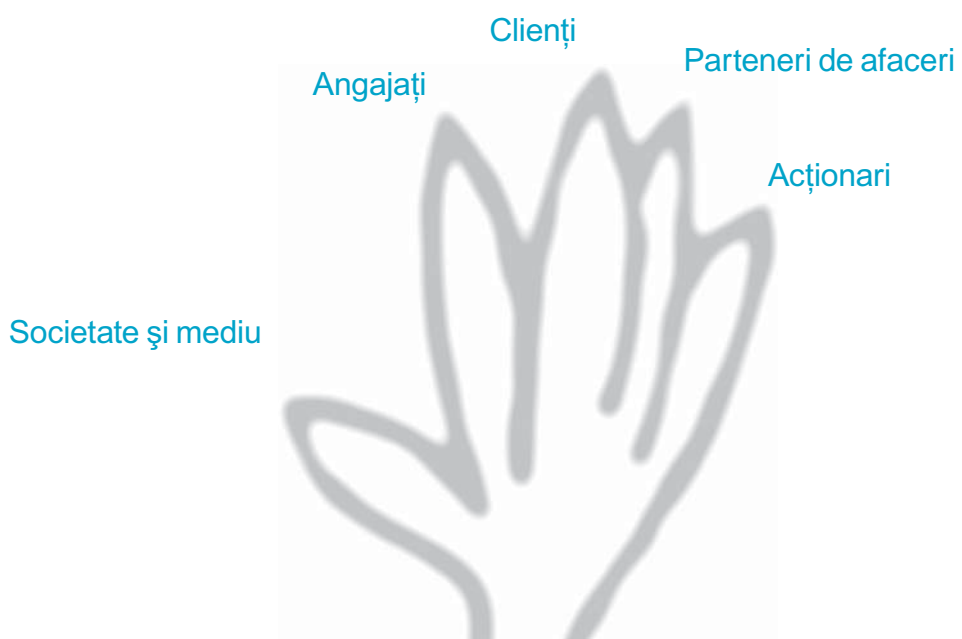 Clienți
Parteneri de afaceri
Angajați
Acționari
Societate şi mediu